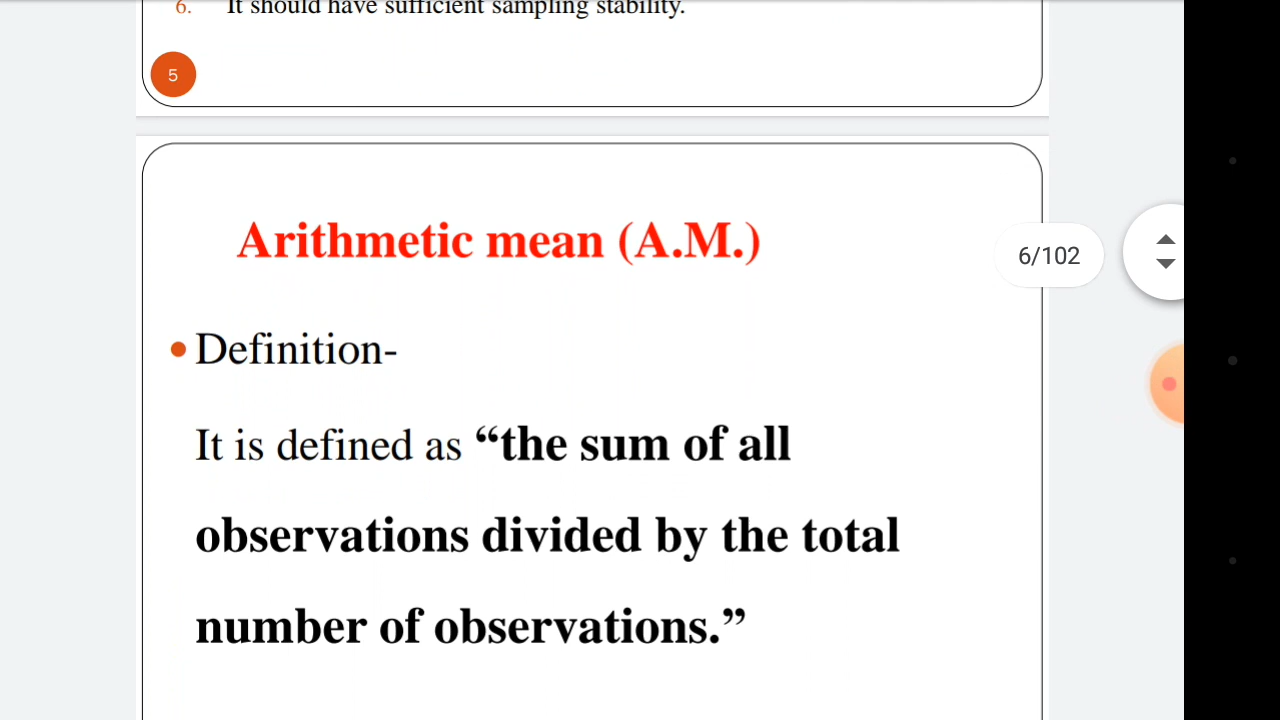 6. It should have sufficient sampling stability.
5
Arithmetic mean (A.M.)
6/102
• Definition-
It is defined as “the sum of all
observations divided by the total
number of observations.”